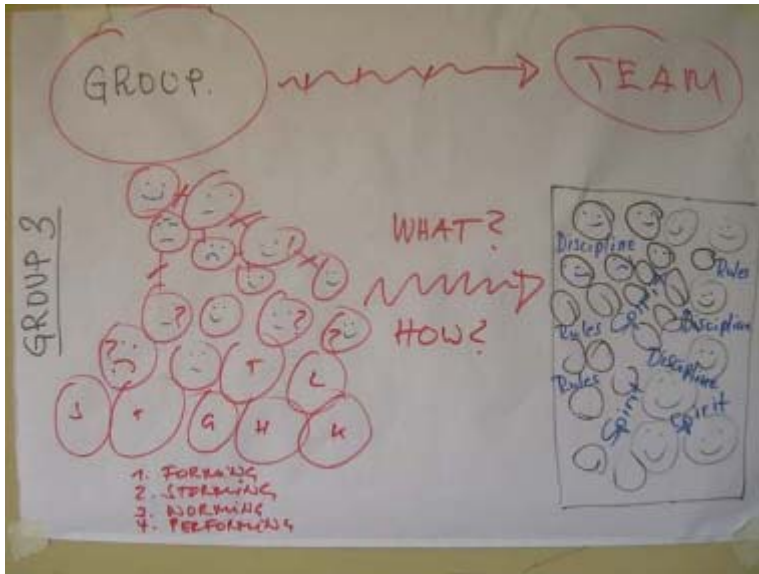 GROUP.
TEAM
GROUP 3
WHAT?
HOW?
?
?
?
?
T
L
J
T
G
H
K
1. FORMING
2. STORMING
3. NORMING
4. PERFORMING
Discipline
Rules
Spirit
Rules
Discipline
Discipline
Rules
Spirit
Spirit